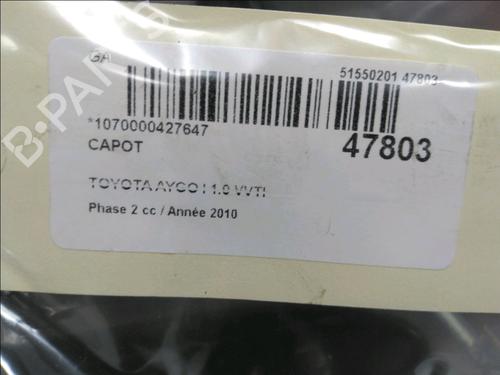 GA
51550201 47803
*1070000427647
47803
CAPOT
TOYOTA AYGO I 1.0 VVTI
Phase 2 cc / Année 2010
B-PARTS